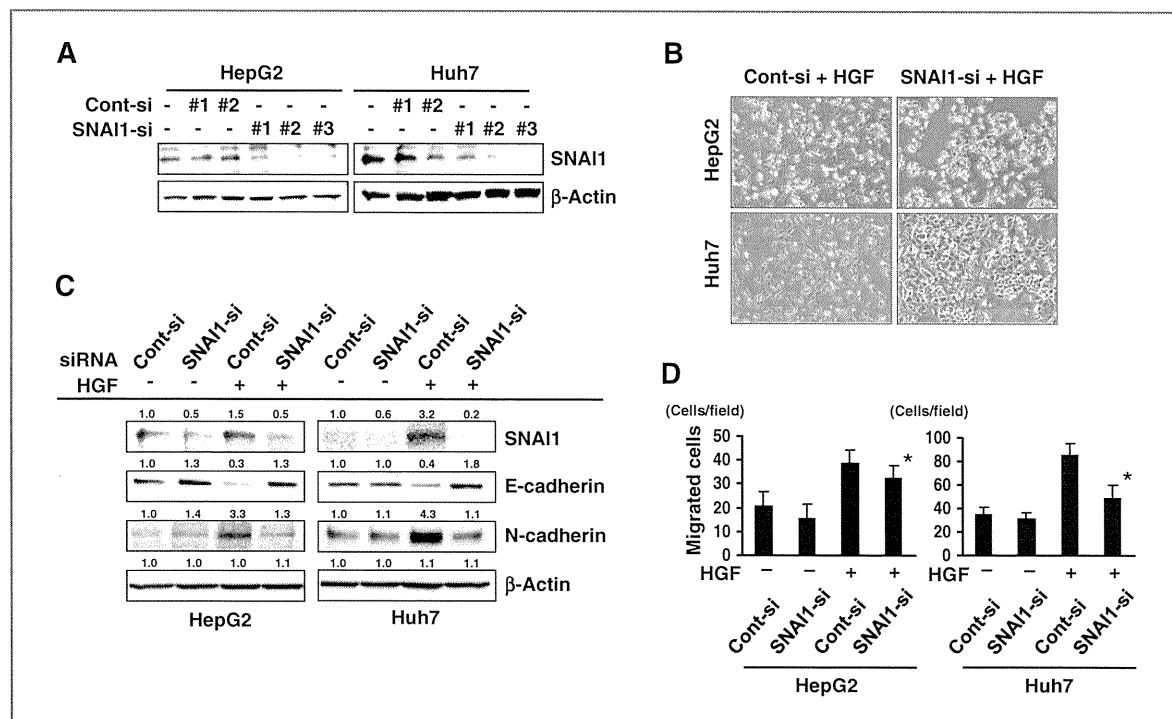 A
HepG2 Huh7
Cont-si - #1 #2 - - - - #1 #2 - - -
SNAI1-si - - - #1 #2 #3 - - - #1 #2 #3
SNAI1
β-Actin
B
Cont-si + HGF SNAI1-si + HGF
HepG2
Huh7
C
siRNA Cont-si SNAI1-si Cont-si SNAI1-si Cont-si SNAI1-si Cont-si SNAI1-si
HGF - - + + - - + +
1.0 0.5 1.5 0.5 1.0 0.6 3.2 0.2
SNAI1
1.0 1.3 0.3 1.3 1.0 1.0 0.4 1.8
E-cadherin
1.0 1.4 3.3 1.3 1.0 1.1 4.3 1.1
N-cadherin
1.0 1.0 1.0 1.1 1.0 1.0 1.1 1.1
β-Actin
HepG2 Huh7
D
(Cells/field) (Cells/field)
Migrated cells
50
40
30
20
10
0
*
100
80
60
40
20
0
*
HGF − − + + HGF − − + +
Cont-si SNAI1-si Cont-si SNAI1-si Cont-si SNAI1-si Cont-si SNAI1-si
HepG2 Huh7